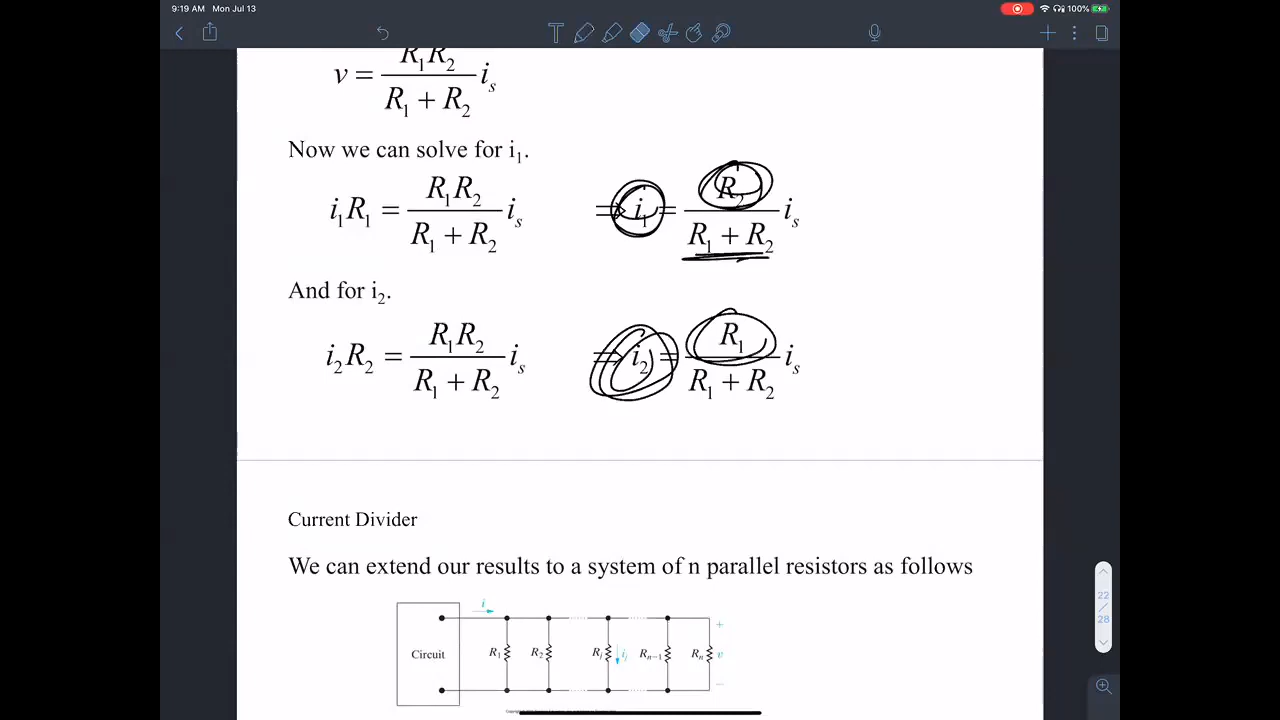 9:19 AM Mon Jul 13
100%
v = R₁R₂ / (R₁ + R₂) iₛ
Now we can solve for i₁.
i₁R₁ = R₁R₂ / (R₁ + R₂) iₛ ⇒ i₁ = R₂ / (R₁ + R₂) iₛ
And for i₂.
i₂R₂ = R₁R₂ / (R₁ + R₂) iₛ ⇒ i₂ = R₁ / (R₁ + R₂) iₛ
Current Divider
We can extend our results to a system of n parallel resistors as follows
i
+
Circuit R₁ R₂ Rⱼ iⱼ Rₙ₋₁ Rₙ v
−
22
/
28